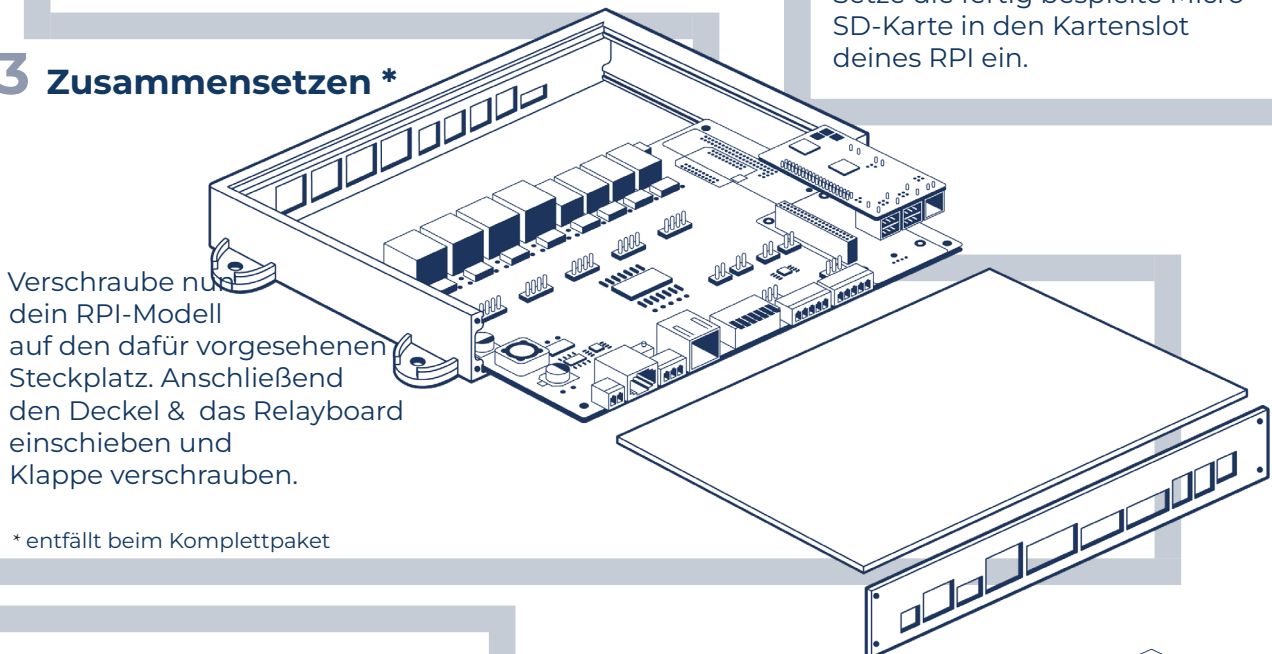 SD-Karte in den Kartenslot
deines RPI ein.
3 Zusammensetzen *
Verschraube nun
dein RPI-Modell
auf den dafür vorgesehenen
Steckplatz. Anschließend
den Deckel & das Relayboard
einschieben und
Klappe verschrauben.
* entfällt beim Komplettpaket